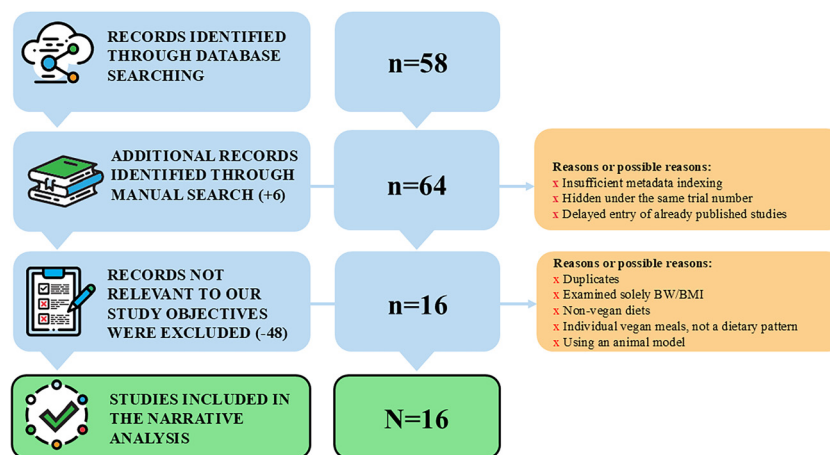 RECORDS IDENTIFIED
THROUGH DATABASE
SEARCHING
n=58
ADDITIONAL RECORDS
IDENTIFIED THROUGH
MANUAL SEARCH (+6)
n=64
Reasons or possible reasons:
x Insufficient metadata indexing
x Hidden under the same trial number
x Delayed entry of already published studies
RECORDS NOT
RELEVANT TO OUR
STUDY OBJECTIVES
WERE EXCLUDED (-48)
n=16
Reasons or possible reasons:
x Duplicates
x Examined solely BW/BMI
x Non-vegan diets
x Individual vegan meals, not a dietary pattern
x Using an animal model
STUDIES INCLUDED IN
THE NARRATIVE
ANALYSIS
N=16